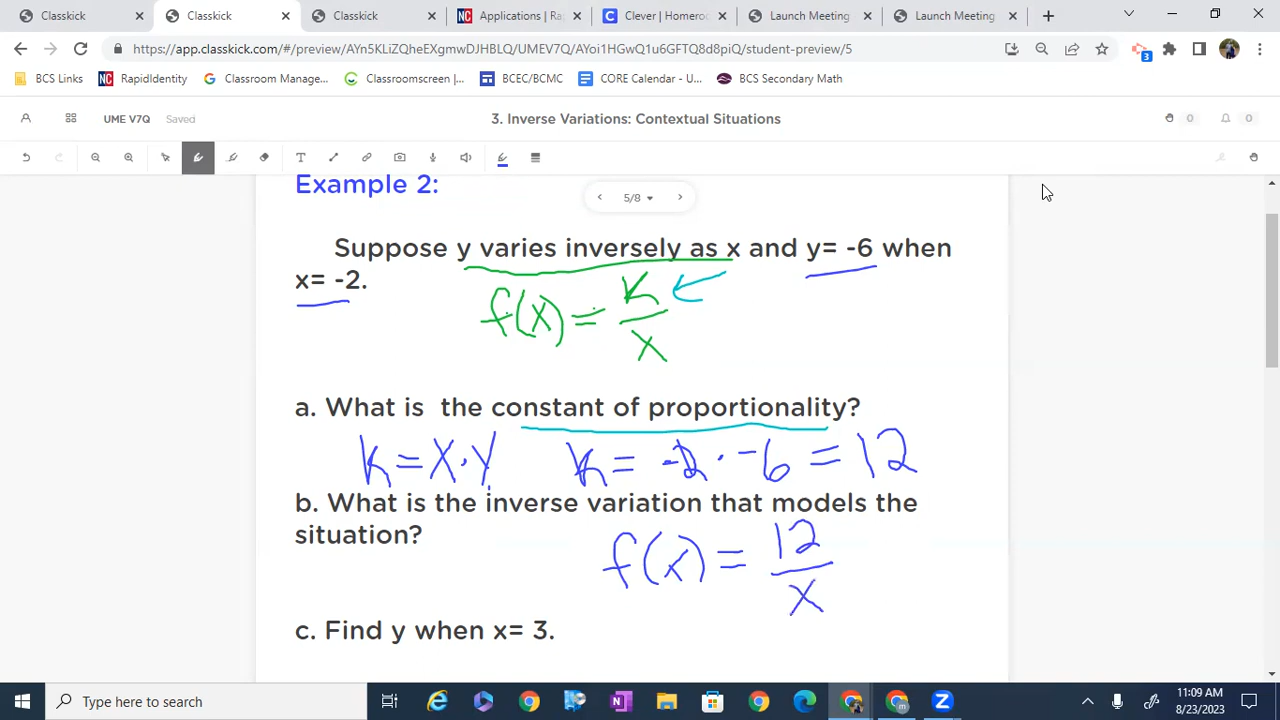 Classkick
Classkick
Classkick
Applications | Ra
Clever | Homeroo
Launch Meeting
Launch Meeting
https://app.classkick.com/#/preview/AYn5KLiZQheEXgmwDJHBLQ/UMEV7Q/AYoi1HGwQ1u6GFTQ8d8piQ/student-preview/5
3
BCS Links
RapidIdentity
Classroom Manage...
Classroomscreen |...
BCEC/BCMC
CORE Calendar - U...
BCS Secondary Math
UME V7Q
Saved
3. Inverse Variations: Contextual Situations
0
0
Example 2:
5/8
Suppose y varies inversely as x and y= -6 when
x= -2.
f(x) = k/x
a. What is the constant of proportionality?
k = x · y k = -2 · -6 = 12
b. What is the inverse variation that models the
situation?
f(x) = 12/x
c. Find y when x= 3.
Type here to search
11:09 AM
8/23/2023